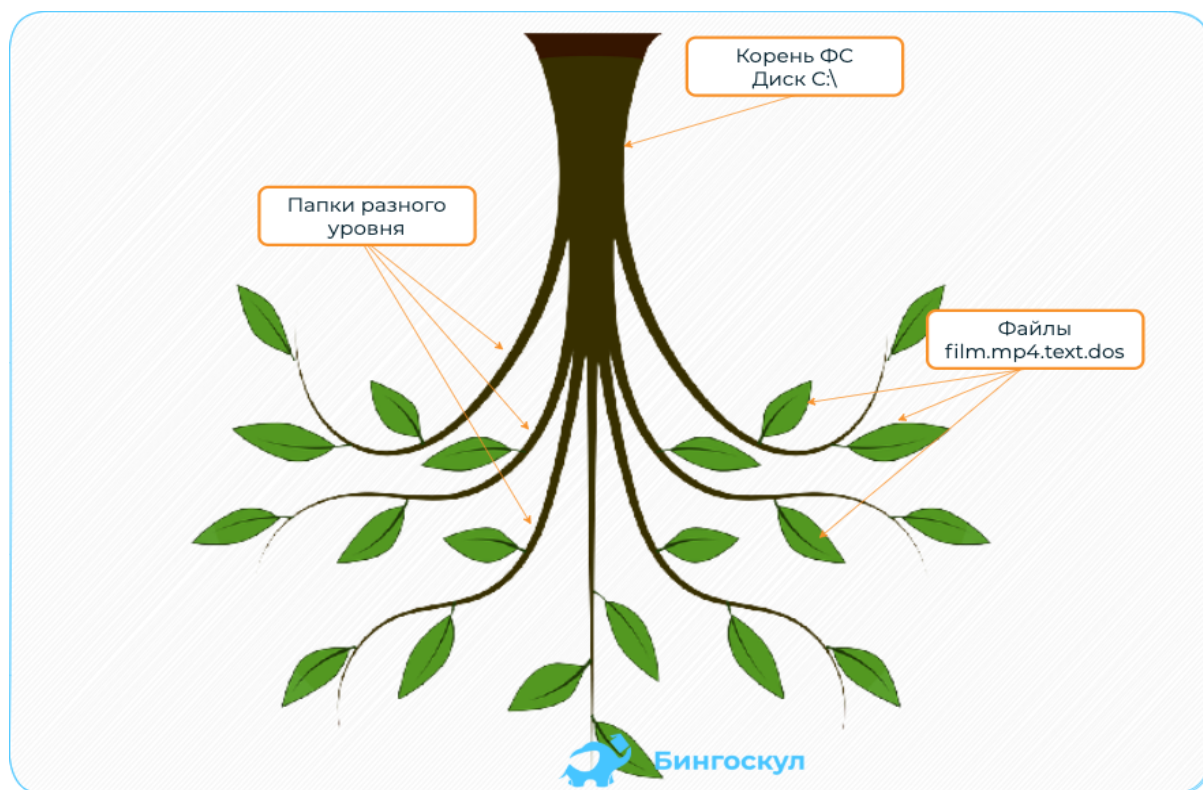 Корень ФС
Диск C:\
Папки разного
уровня
Файлы
film.mp4.text.dos
Бингоскул